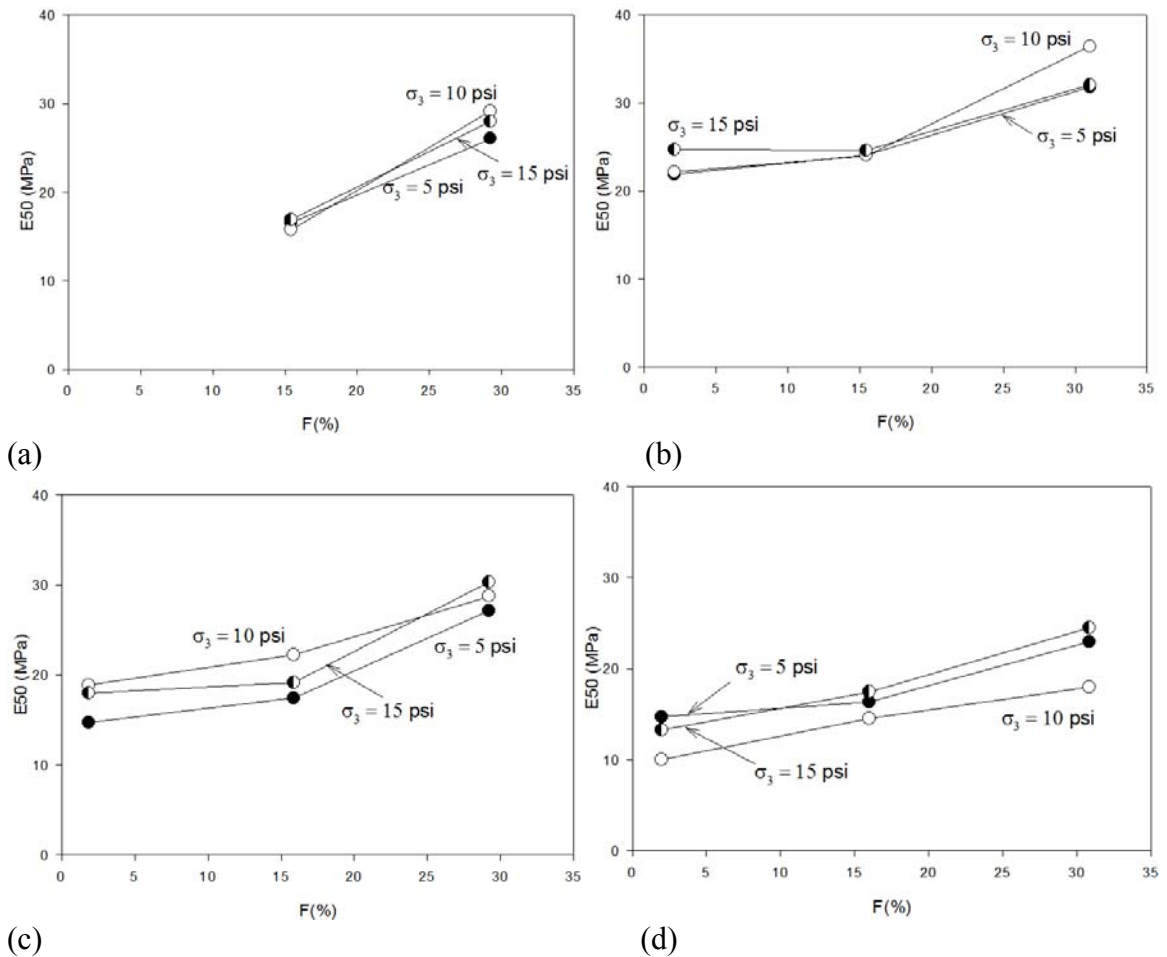 40
30
20
10
0
E50 (MPa)
σ3 = 10 psi
σ3 = 15 psi
σ3 = 5 psi
0 5 10 15 20 25 30 35
F(%)
(a)
40
30
20
10
0
E50 (MPa)
σ3 = 10 psi
σ3 = 15 psi
σ3 = 5 psi
0 5 10 15 20 25 30 35
F(%)
(b)
40
30
20
10
0
E50 (MPa)
σ3 = 10 psi
σ3 = 5 psi
σ3 = 15 psi
0 5 10 15 20 25 30 35
F(%)
(c)
40
30
20
10
0
E50 (MPa)
σ3 = 5 psi
σ3 = 10 psi
σ3 = 15 psi
0 5 10 15 20 25 30 35
F(%)
(d)